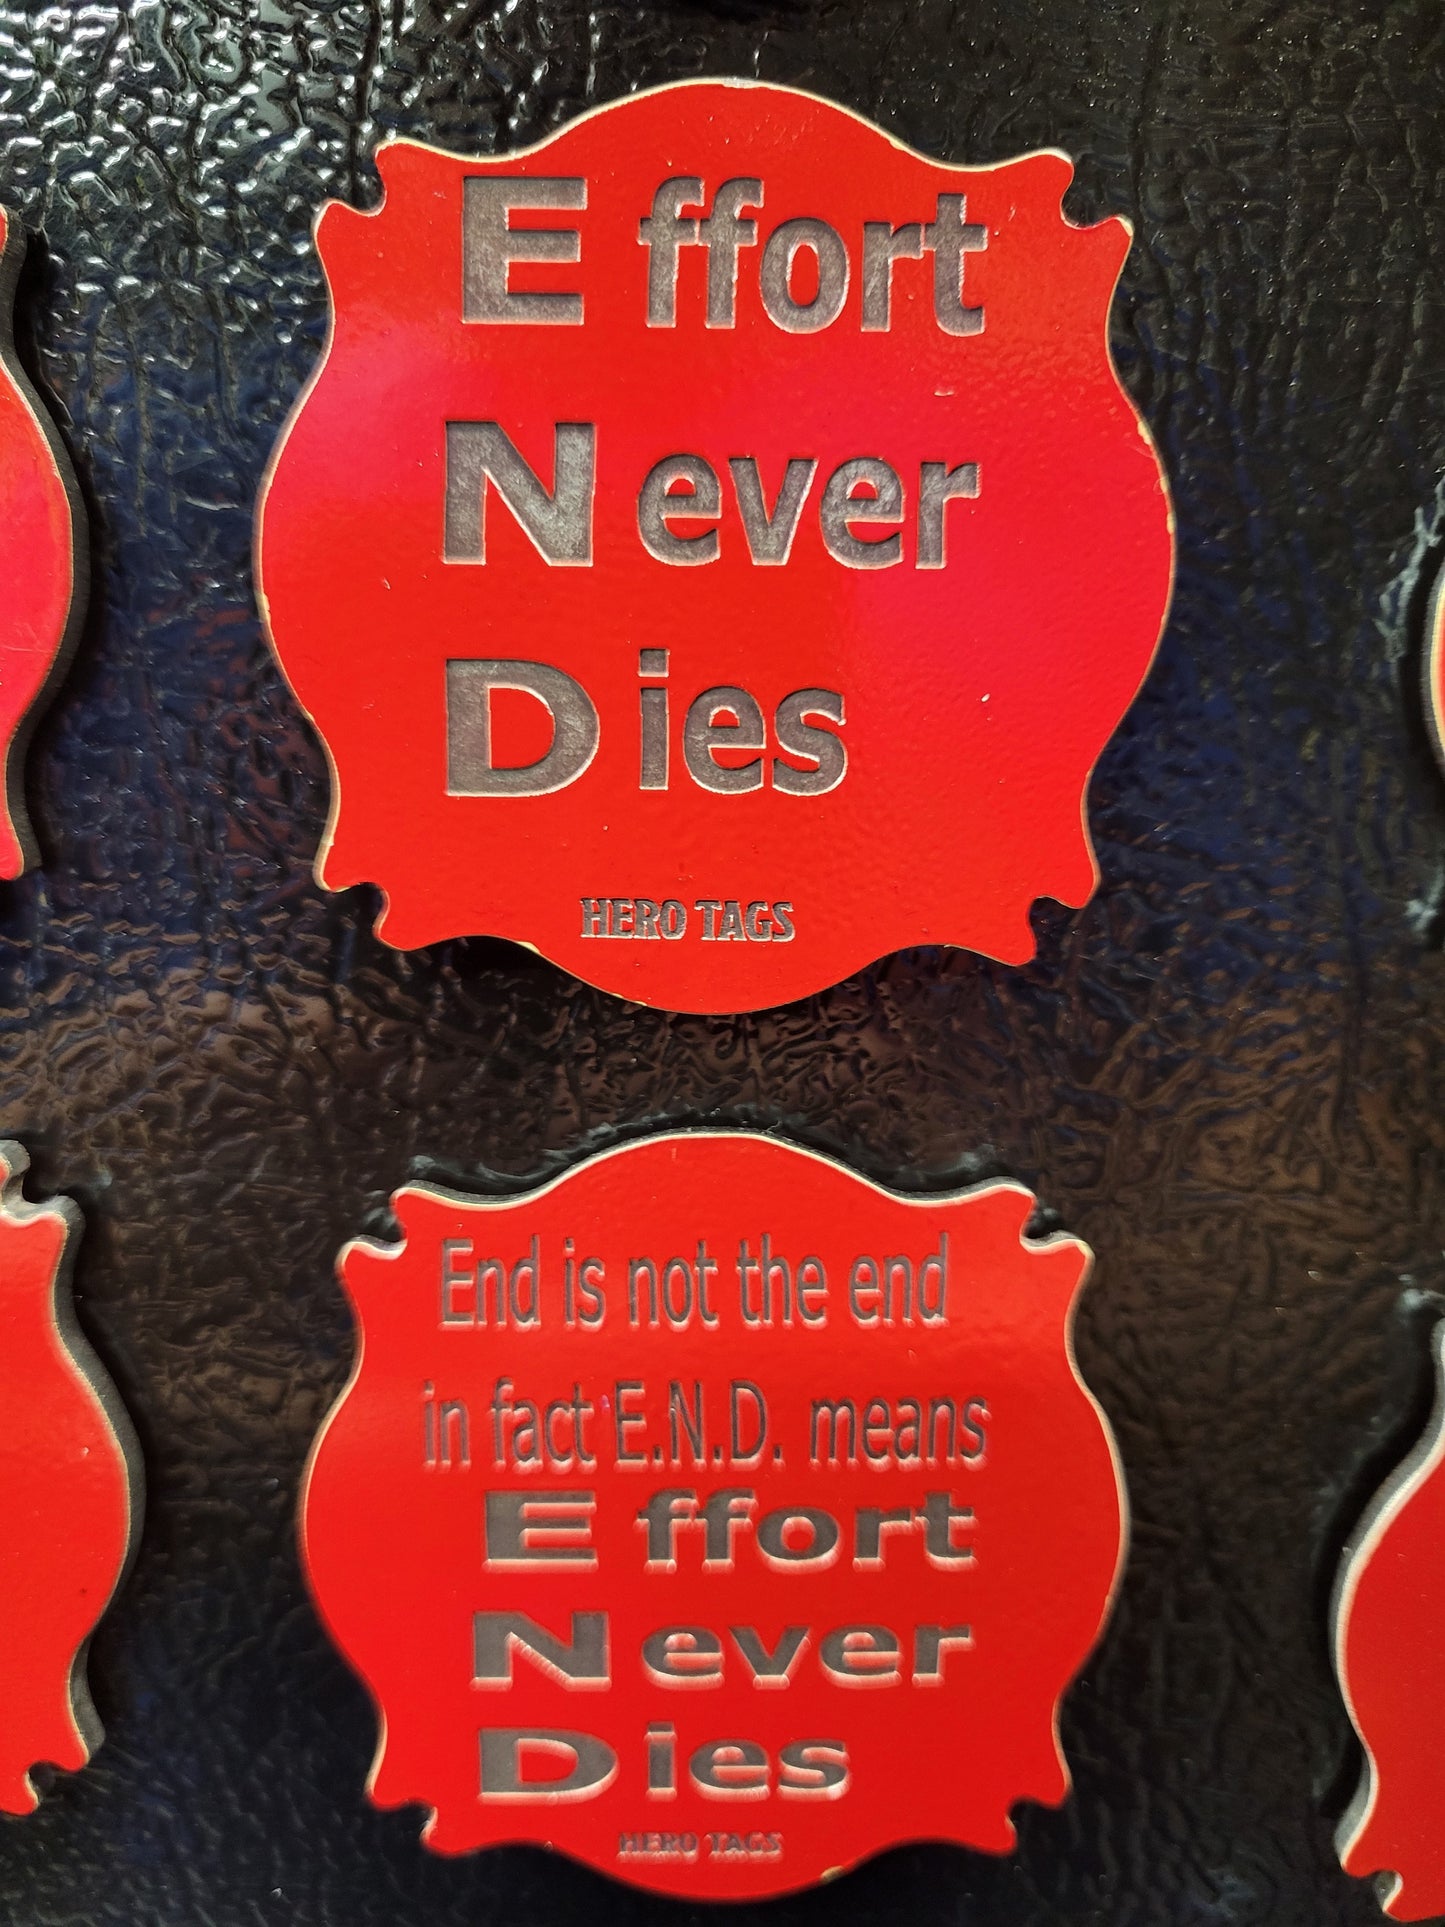 E ffort
N ever
D ies
HERO TAGS
End is not the end
in fact E.N.D. means
E ffort
N ever
D ies
HERO TAGS